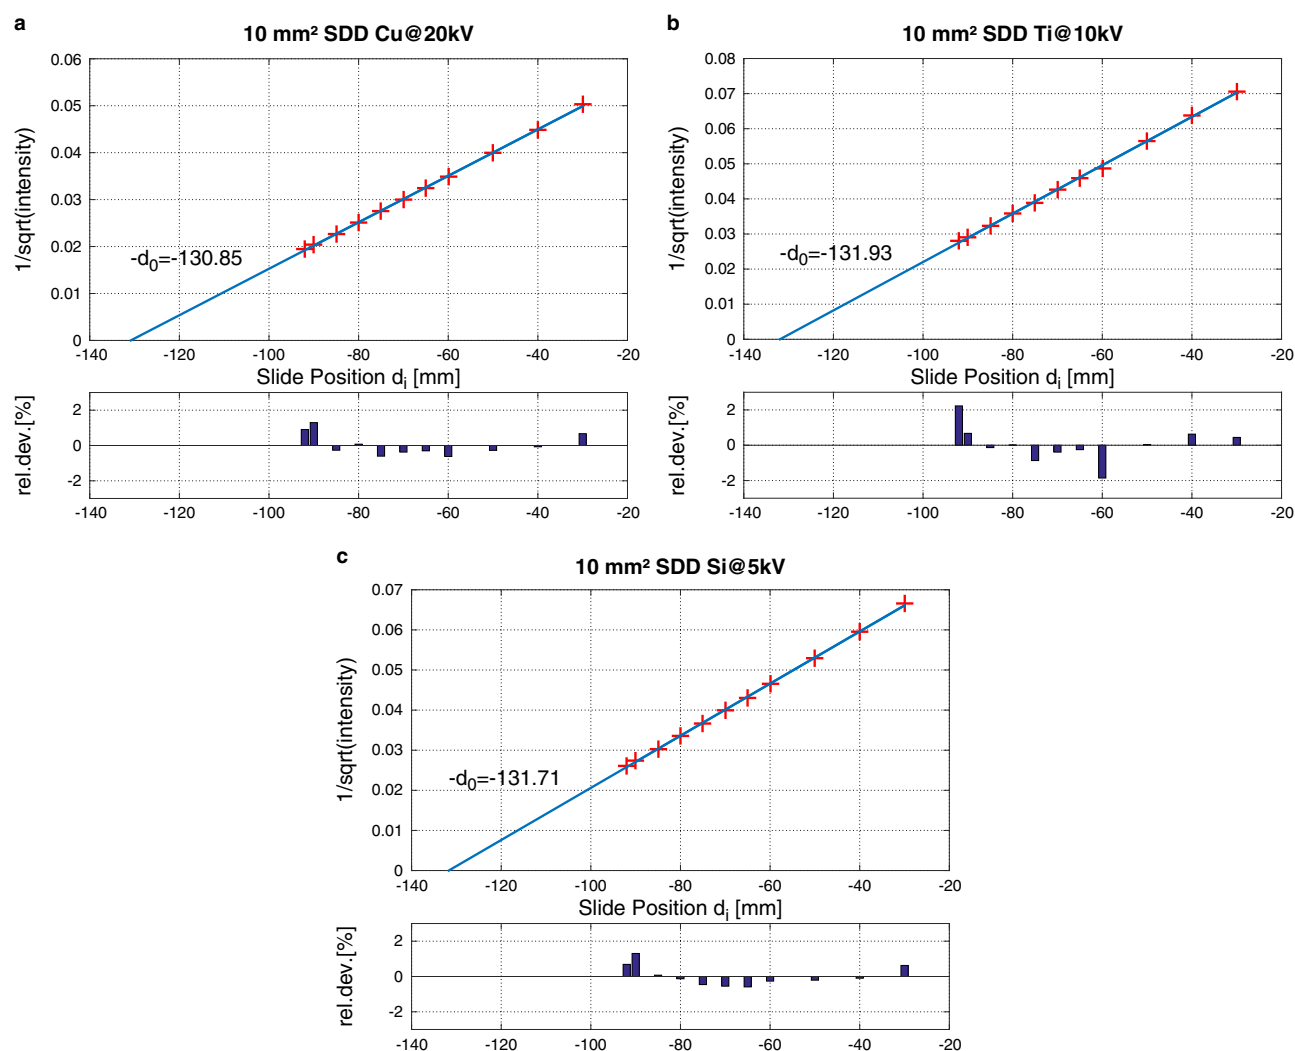 a
10 mm² SDD Cu@20kV
0.06
0.05
0.04
0.03
0.02
0.01
0
1/sqrt(intensity)
-d0=-130.85
-140 -120 -100 -80 -60 -40 -20
Slide Position di [mm]
rel.dev.[%]
2
0
-2
-140 -120 -100 -80 -60 -40 -20
b
10 mm² SDD Ti@10kV
0.08
0.07
0.06
0.05
0.04
0.03
0.02
0.01
0
1/sqrt(intensity)
-d0=-131.93
-140 -120 -100 -80 -60 -40 -20
Slide Position di [mm]
rel.dev.[%]
2
0
-2
-140 -120 -100 -80 -60 -40 -20
c
10 mm² SDD Si@5kV
0.07
0.06
0.05
0.04
0.03
0.02
0.01
0
1/sqrt(intensity)
-d0=-131.71
-140 -120 -100 -80 -60 -40 -20
Slide Position di [mm]
rel.dev.[%]
2
0
-2
-140 -120 -100 -80 -60 -40 -20